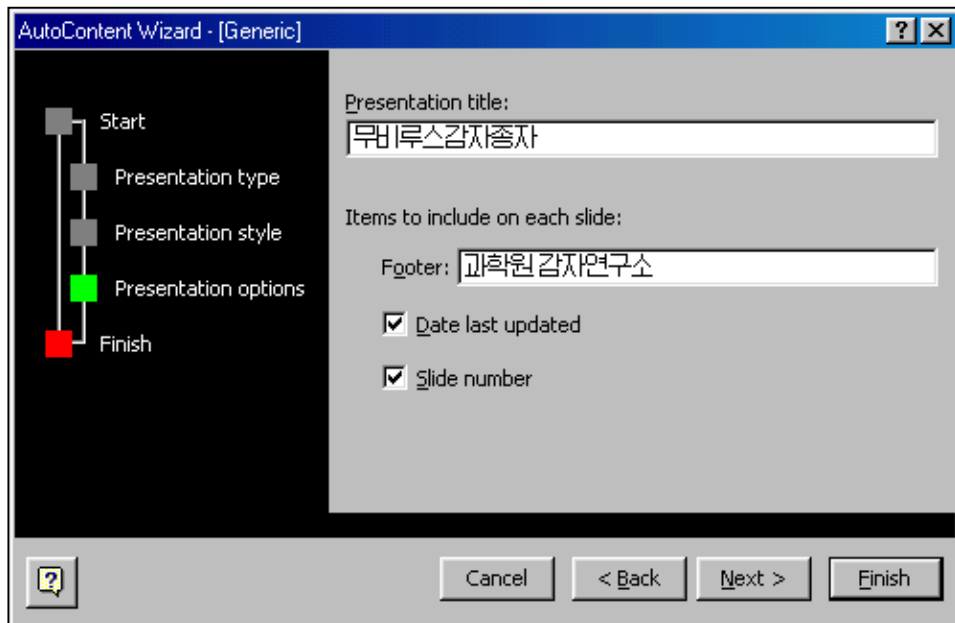 AutoContent Wizard - [Generic]
Start
Presentation type
Presentation style
Presentation options
Finish
Presentation title:
무비루스감자종자
Items to include on each slide:
Footer: 과학원 감자연구소
Date last updated
Slide number
Cancel
< Back
Next >
Finish